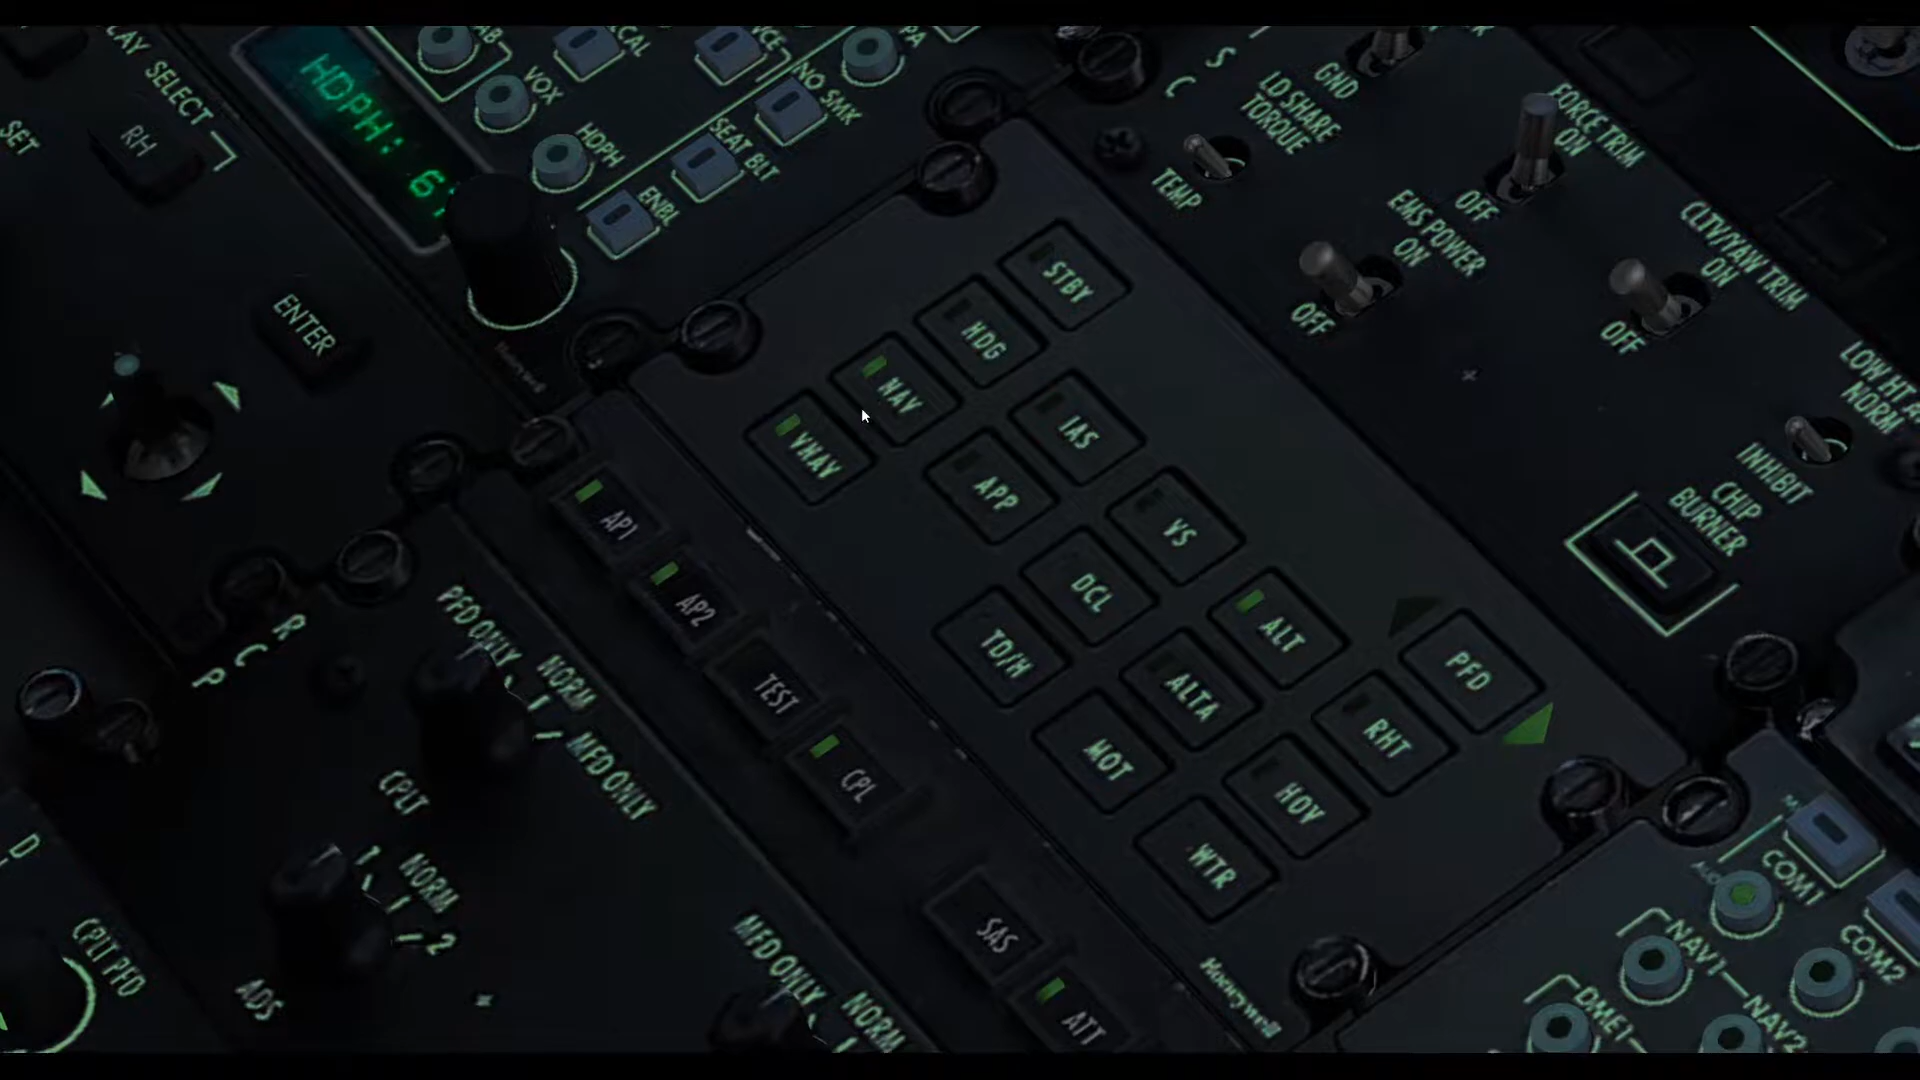 SELECT
SET
RH
ENTER
HDPH: 6
VOX
HDPH
NO SMK
SEAT BLT
ENBL
PA
S
C
GND
LD SHARE
TORQUE
TEMP
FORCE TRIM
ON
OFF
EMS POWER
ON
OFF
CLTV/YAW TRIM
ON
OFF
LOW HT A
NORM
INHIBIT
CHIP
BURNER
STBY
HDG
NAV
VNAV
IAS
APP
VS
DCL
TD/H
ALT
ALTA
MOT
PFD
RHT
HOV
WTR
Honeywell
AP1
AP2
TEST
CPL
SAS
ATT
R
C
P
PFD ONLY
NORM
MFD ONLY
CPLT
1
NORM
2
ADS
D
CPLT PFD
MFD ONLY
NORM
COM1
NAV1
COM2
DME1
NAV2